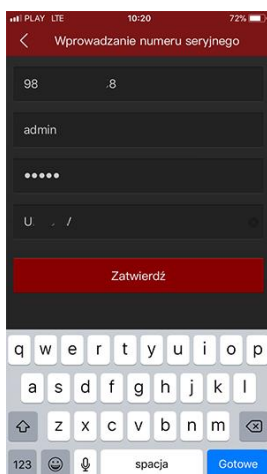 PLAY LTE 10:20 72%
Wprowadzanie numeru seryjnego
98 .8
admin
•••••
U. . /
Zatwierdź
q w e r t y u i o p
a s d f g h j k l
z x c v b n m
123 spacja Gotowe